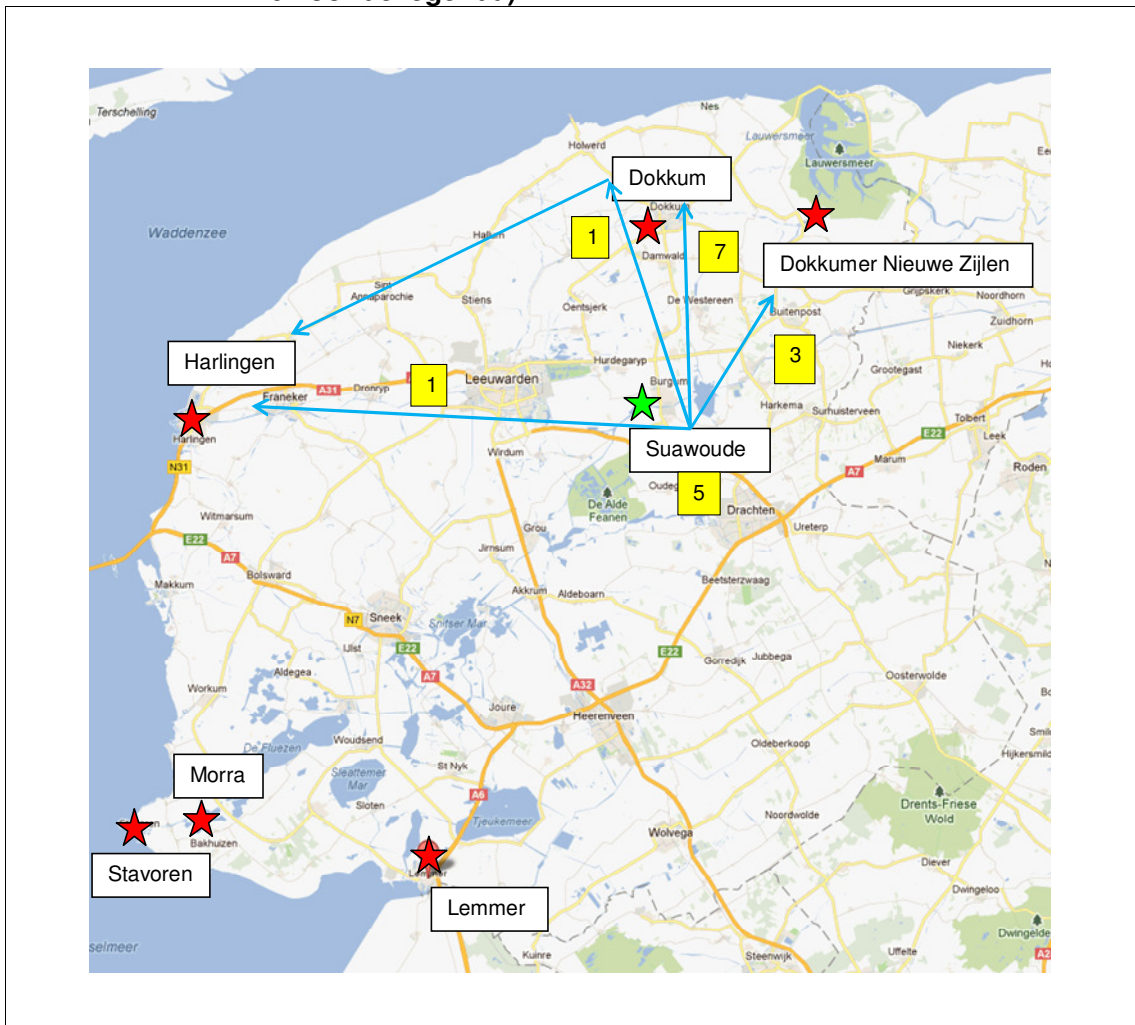 Terschelling
Nes
Holwerd
Lauwersmeer
Lauwersmeer
Dokkum
Dokkum
Waddenzee
Hallum
1
Damwald
7
Dokkumer Nieuwe Zijlen
Sint
Annaparochie
Stiens
Oentsjerk
De Westereen
Grijpskerk
Noordhorn
Buitenpost
Zuidhorn
Harlingen
3
Niekerk
Hurdegaryp
Grootegast
1
Leeuwarden
Burgum
A31
Dronryp
Franeker
Harkema
Surhuisterveen
Tolbert
Harlingen
E22
Leek
Suawoude
Wirdum
Marum
N31
A7
Roden
5
De Alde
Feanen
Drachten
Witmarsum
Grou
Ureterp
E22
Jirnsum
A7
Bolsward
Makkum
Akkrum
Aldeboarn
Beetsterzwaag
N7
Sneek
Snitser Mar
IJlst
E22
E22
Gorredijk
Jubbega
Aldegea
A7
Oosterwolde
Workum
A32
Joure
Heerenveen
De Fluezen
Woudsend
Oldeberkoop
Morra
St Nyk
Sleattemer
Mar
A6
Sloten
Tjeukemeer
Drents-Friese
Wold
Noordwolde
Wolvega
Bakhuizen
Stavoren
Diever
Lemmer
Dwingeloo
Kuinre
Steenwijk
Uffelte